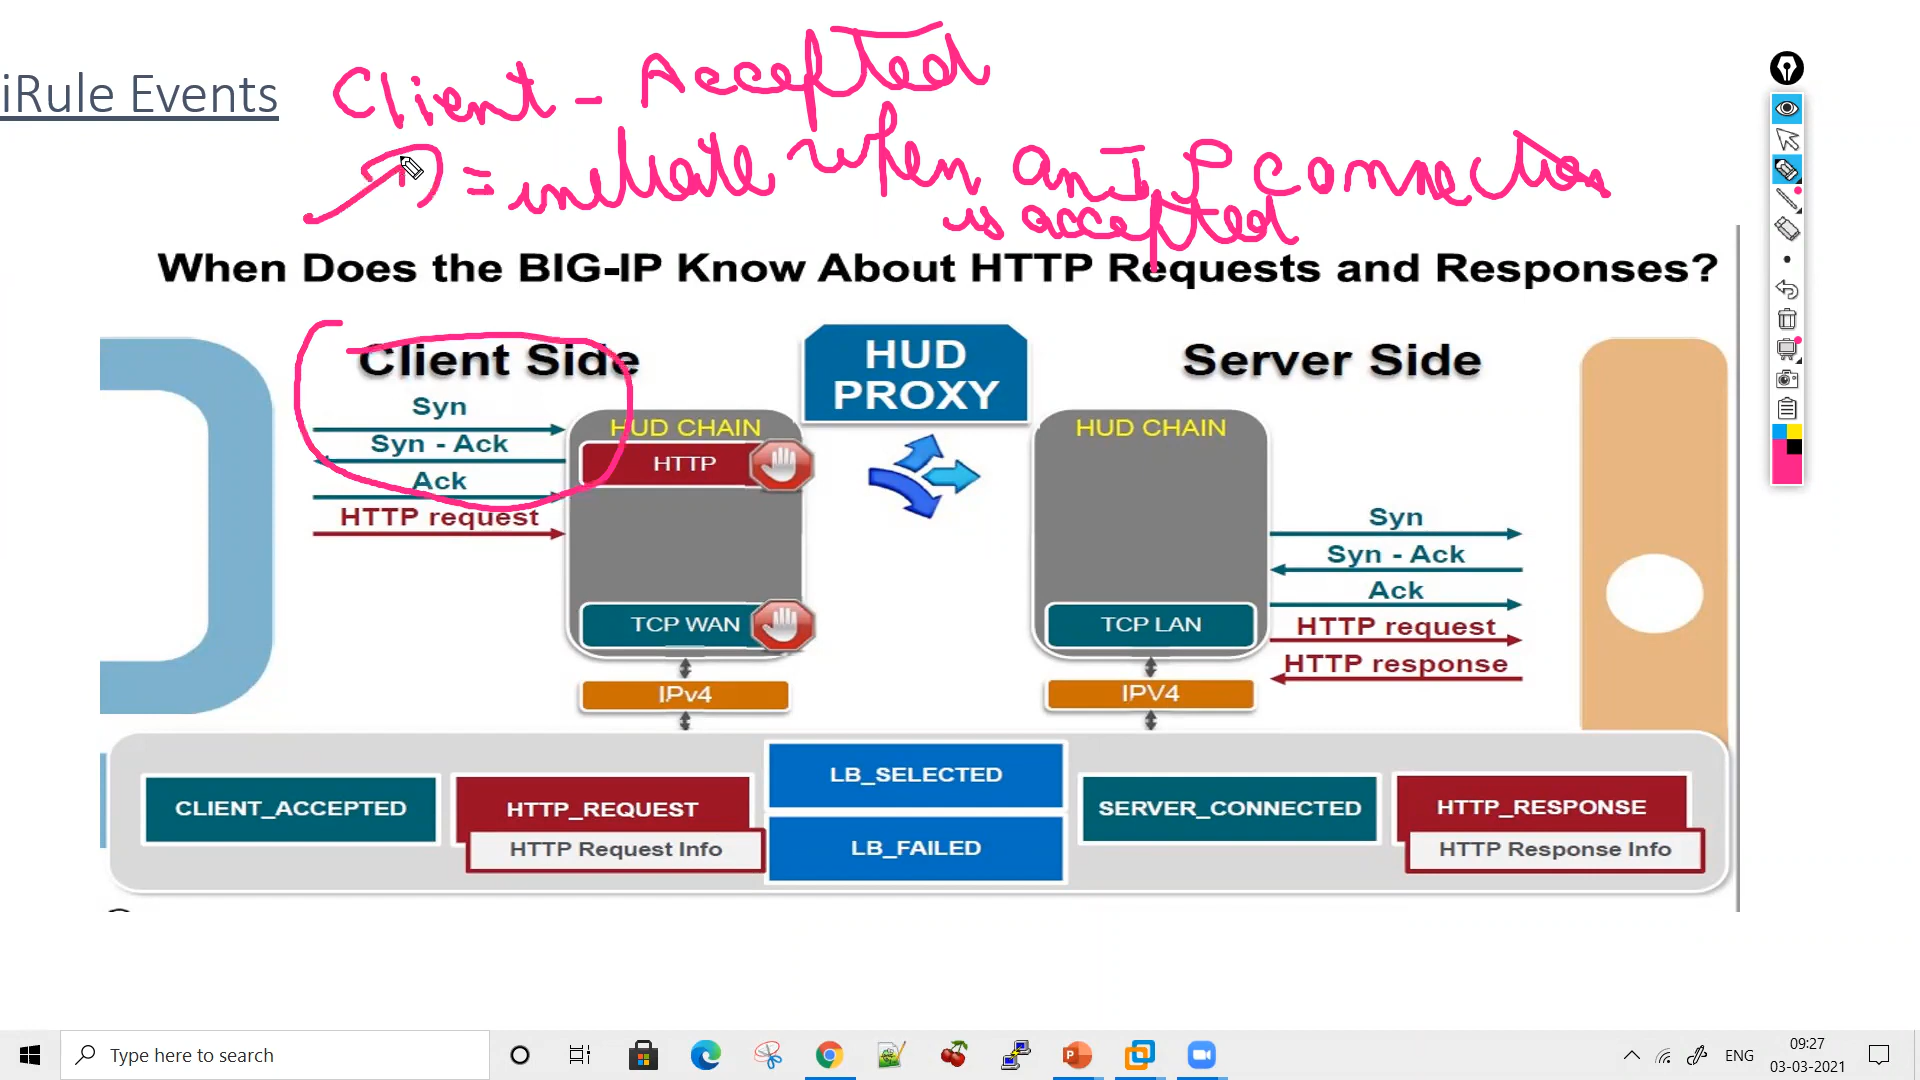 iRule Events
Client - Accepted
= initiate when an IP connection
is accepted
When Does the BIG-IP Know About HTTP Requests and Responses?
Client Side
HUD
PROXY
Server Side
Syn
HUD CHAIN
HUD CHAIN
Syn - Ack
HTTP
Ack
HTTP request
Syn
Syn - Ack
Ack
TCP WAN
TCP LAN
HTTP request
HTTP response
IPv4
IPV4
LB_SELECTED
CLIENT_ACCEPTED
HTTP_REQUEST
SERVER_CONNECTED
HTTP_RESPONSE
HTTP Request Info
LB_FAILED
HTTP Response Info
Type here to search
ENG
09:27
03-03-2021